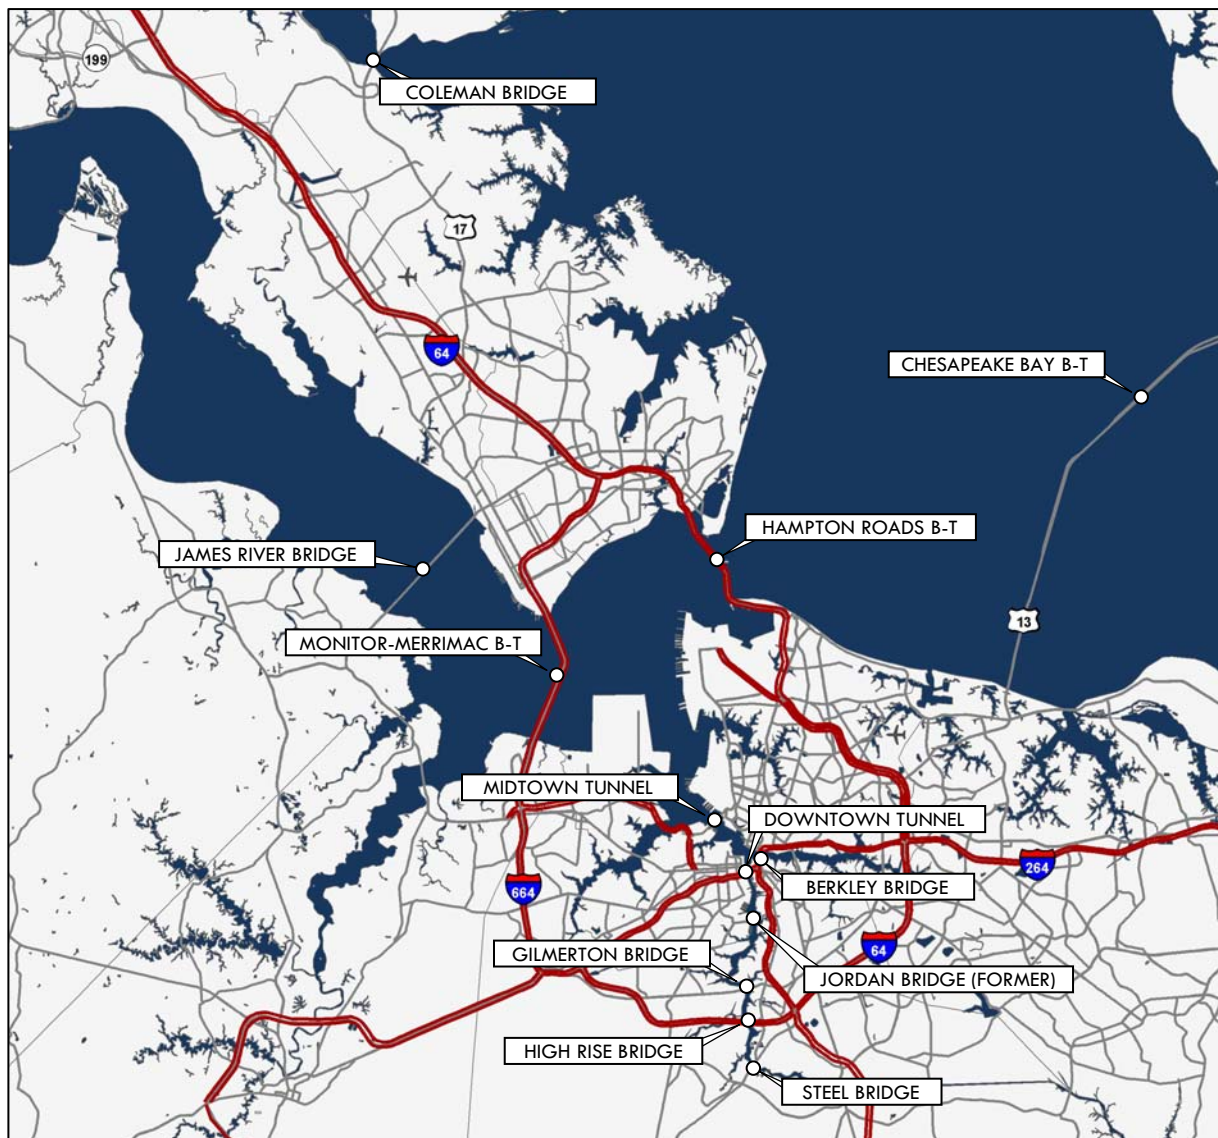 199
COLEMAN BRIDGE
17
64
CHESAPEAKE BAY B-T
HAMPTON ROADS B-T
JAMES RIVER BRIDGE
13
MONITOR-MERRIMAC B-T
MIDTOWN TUNNEL
DOWNTOWN TUNNEL
264
664
BERKLEY BRIDGE
64
GILMERTON BRIDGE
JORDAN BRIDGE (FORMER)
HIGH RISE BRIDGE
STEEL BRIDGE